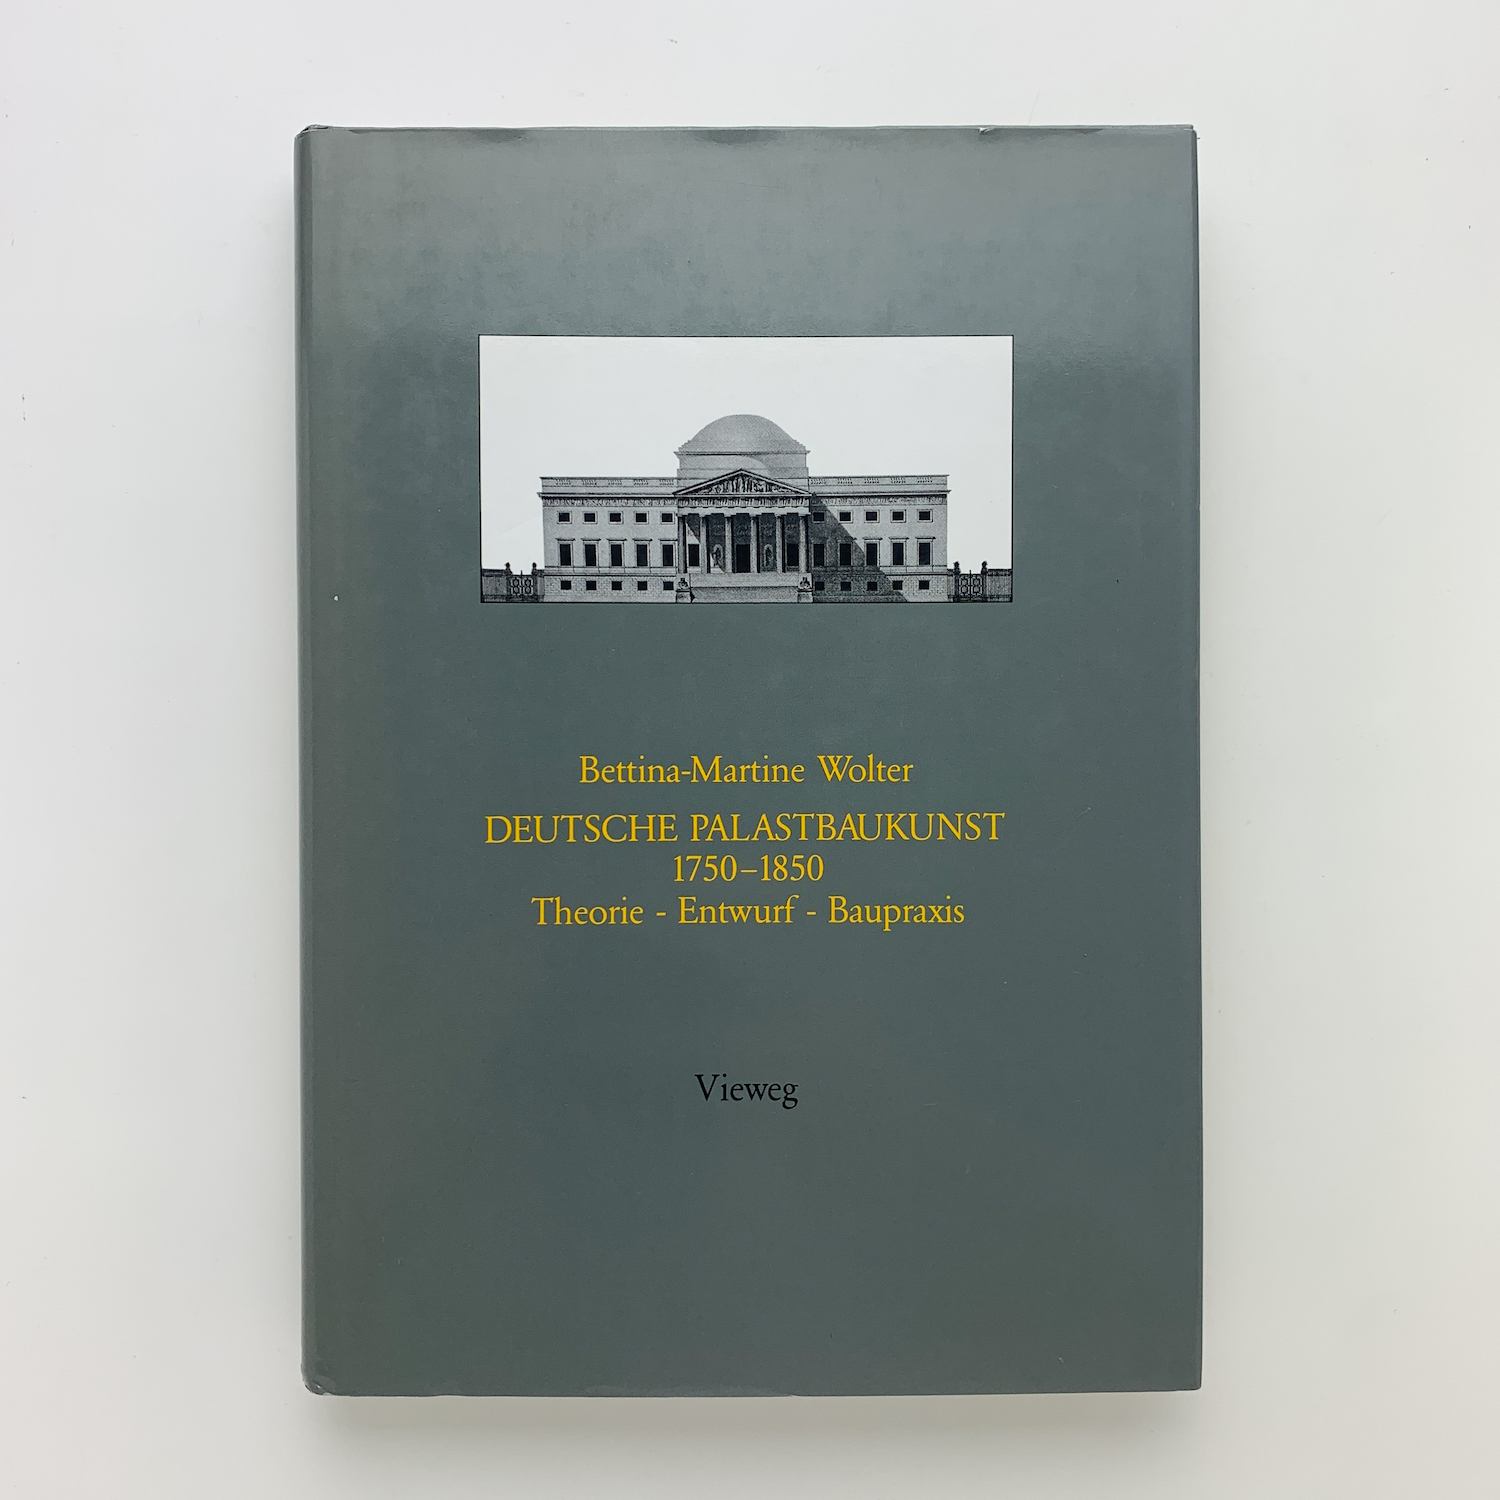 Bettina-Martine Wolter
DEUTSCHE PALASTBAUKUNST
1750–1850
Theorie - Entwurf - Baupraxis
Vieweg